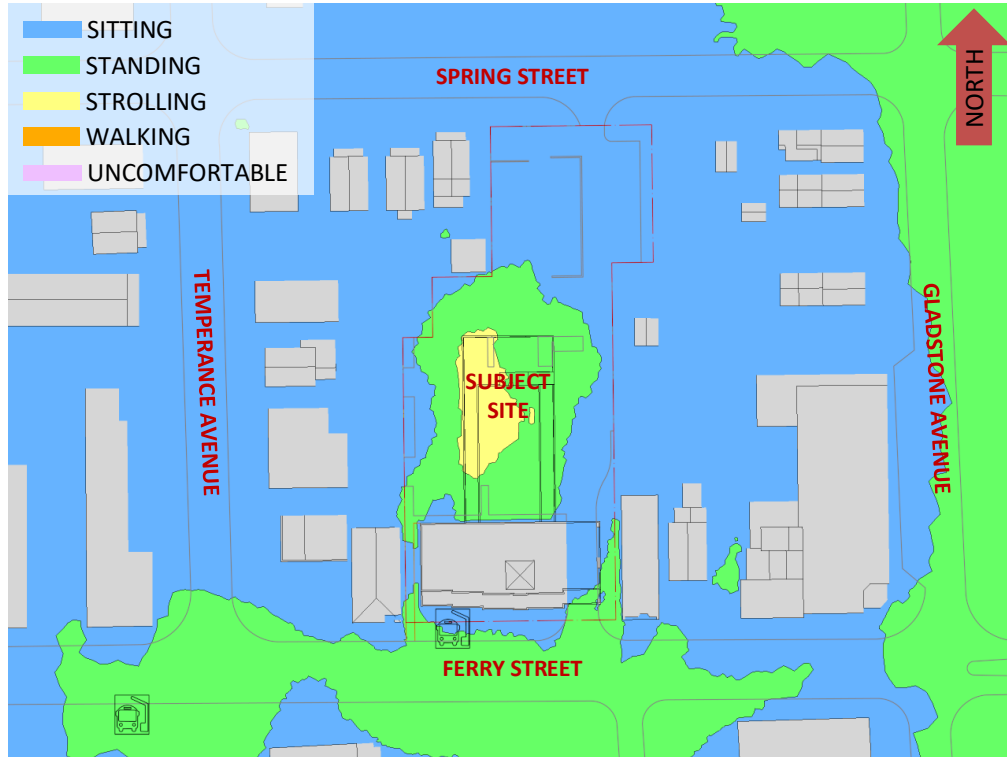 SITTING
STANDING
STROLLING
WALKING
UNCOMFORTABLE
SPRING STREET
NORTH
TEMPERANCE AVENUE
GLADSTONE AVENUE
SUBJECT
SITE
FERRY STREET